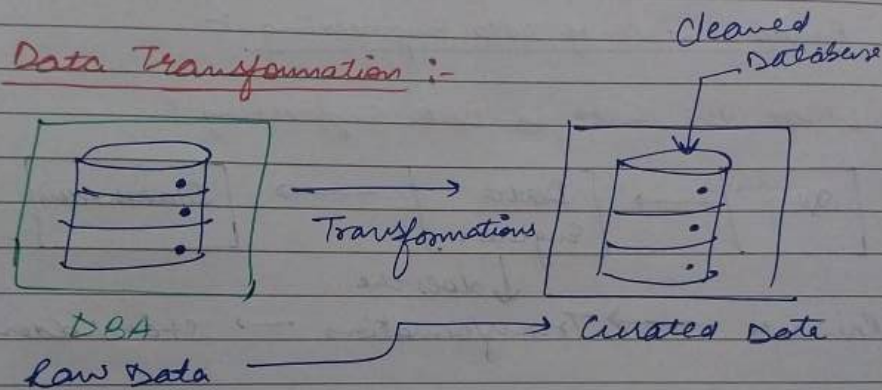 Cleaned
Database
Data Transformation :-
Transformations
DBA
Curated Data
Raw Data